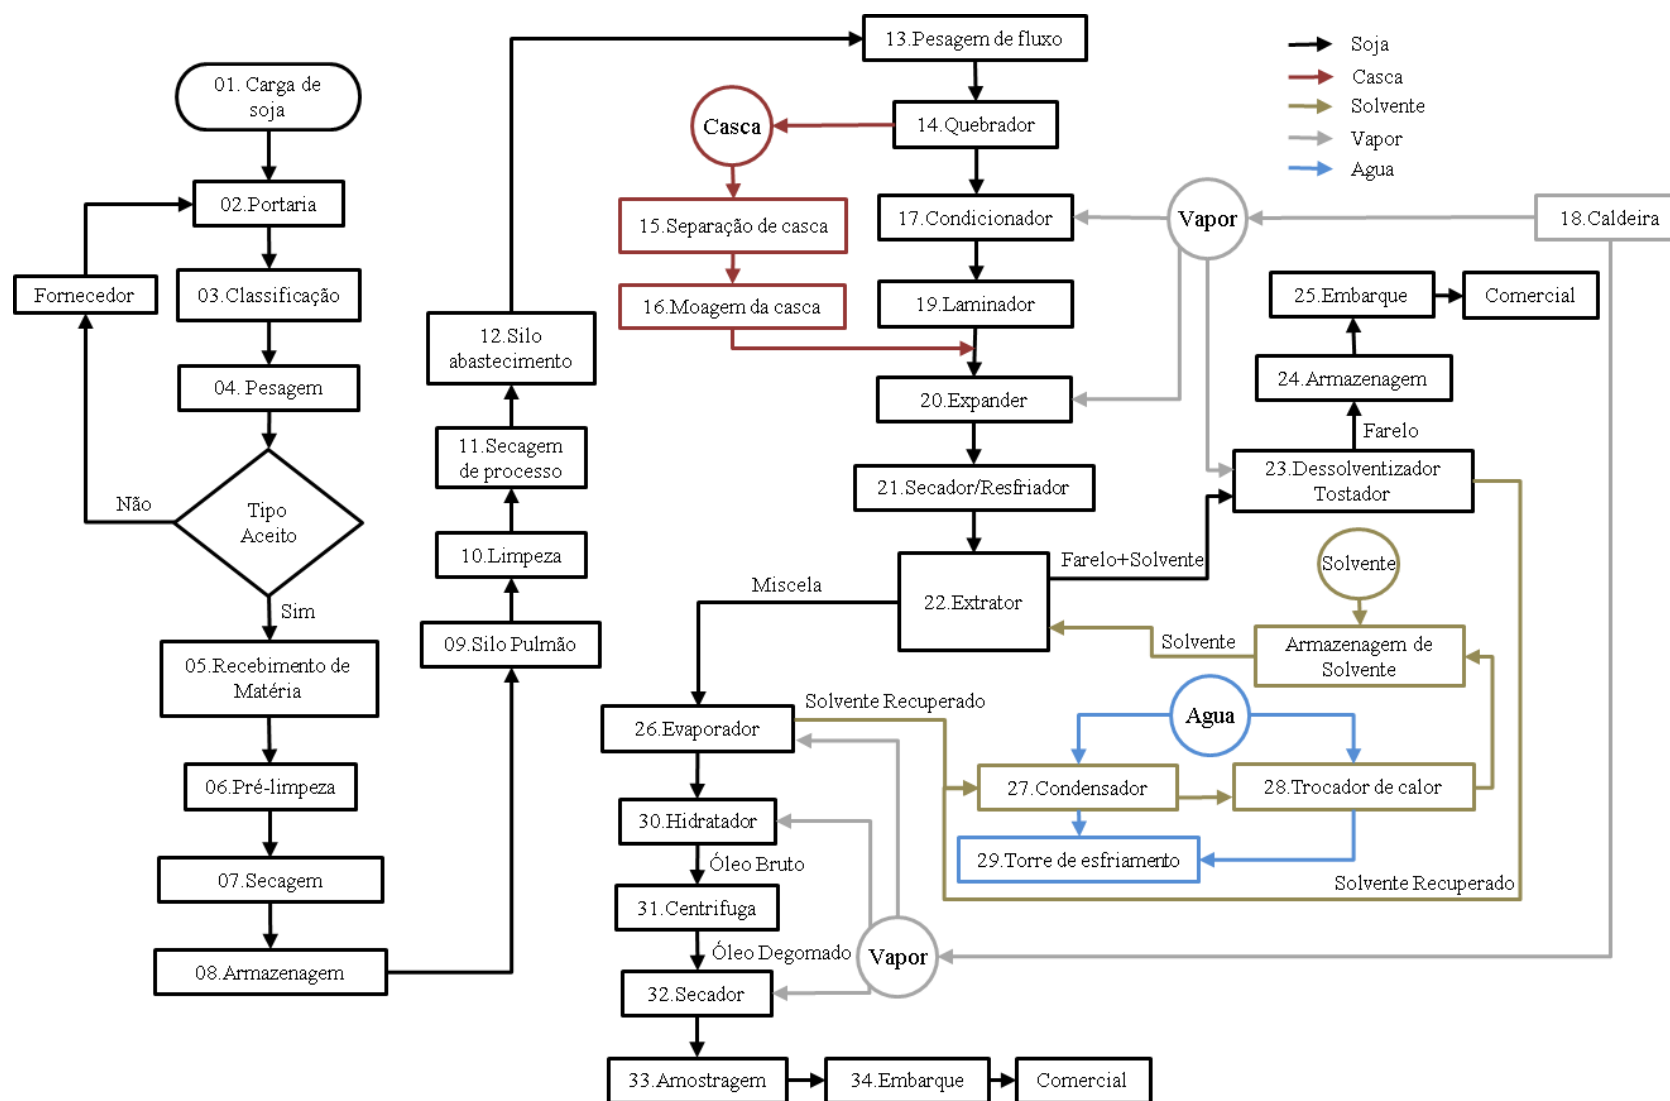 01. Carga de
soja
02.Portaria
Fornecedor
03.Classificação
04. Pesagem
Não
Tipo
Aceito
Sim
05.Recebimento de
Matéria
06.Pré-limpeza
07.Secagem
08.Armazenagem
09.Silo Pulmão
10.Limpeza
11.Secagem
de processo
12.Silo
abastecimento
13.Pesagem de fluxo
14.Quebrador
Casca
15.Separação de casca
16.Moagem da casca
17.Condicionador
Vapor
18.Caldeira
19.Laminador
20.Expander
21.Secador/Resfriador
22.Extrator
Farelo+Solvente
Miscela
23.Dessolventizador
Tostador
Farelo
24.Armazenagem
25.Embarque
Comercial
Solvente
Armazenagem de
Solvente
Solvente
Solvente Recuperado
26.Evaporador
Agua
27.Condensador
28.Trocador de calor
29.Torre de esfriamento
Solvente Recuperado
30.Hidratador
Óleo Bruto
31.Centrifuga
Óleo Degomado
Vapor
32.Secador
33.Amostragem
34.Embarque
Comercial
Soja
Casca
Solvente
Vapor
Agua